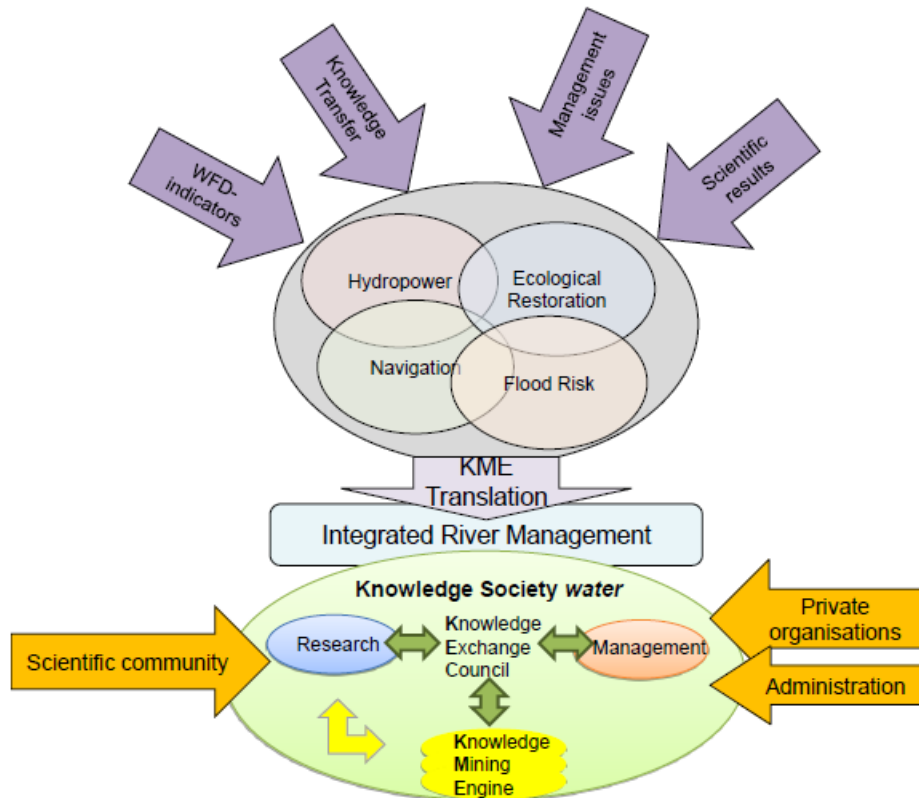 Knowledge
Transfer
Management
issues
WFD-
indicators
Scientific
results
Hydropower
Ecological
Restoration
Navigation
Flood Risk
KME
Translation
Integrated River Management
Knowledge Society water
Private
organisations
Research
Knowledge
Exchange
Council
Management
Scientific community
Administration
Knowledge
Mining
Engine